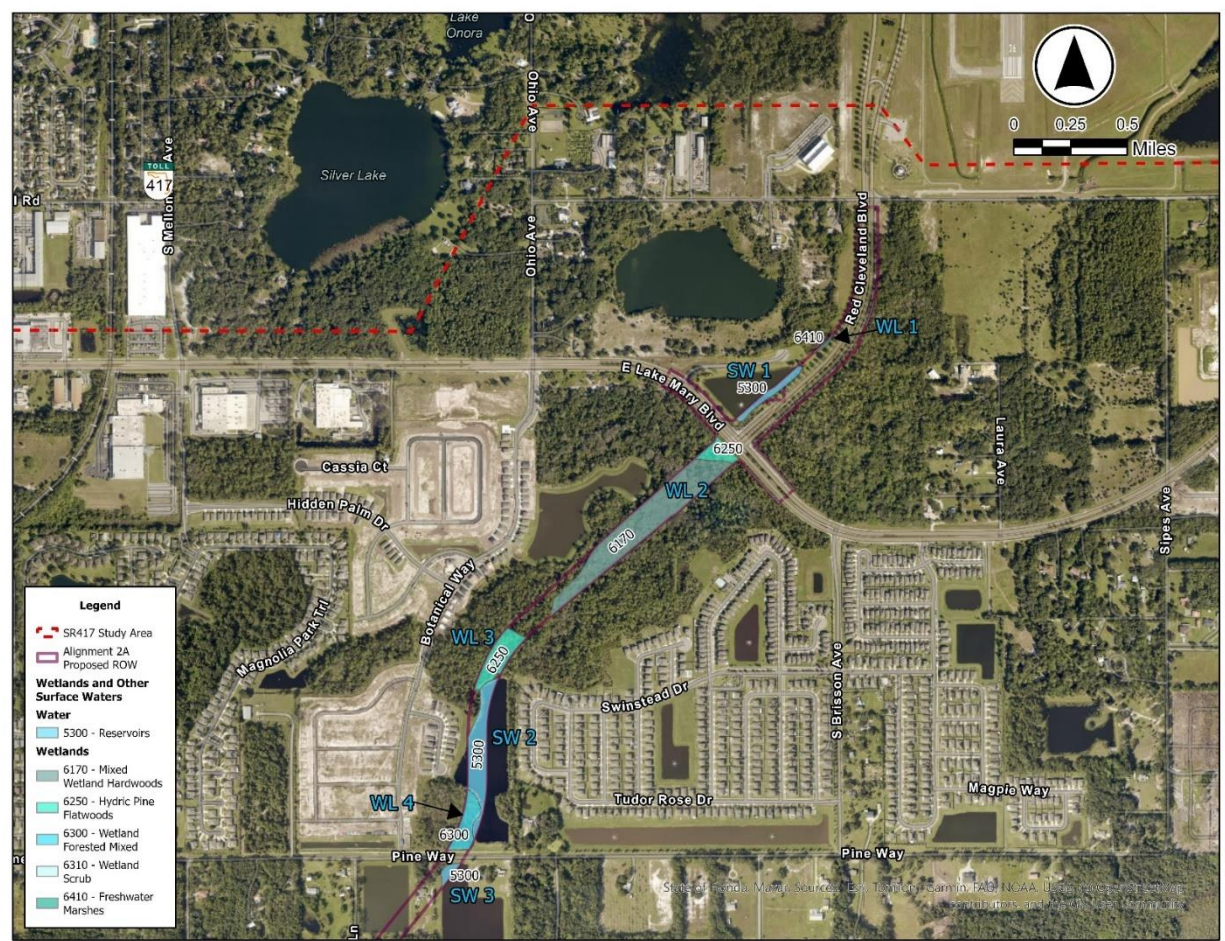 Lake
Onora
Ohio Ave
S Mellon Ave
TOLL
417
Silver Lake
16
0 0.25 0.5
Miles
l Rd
Ohio Ave
Red Cleveland Blvd
6410
WL 1
E Lake Mary Blvd
SW 1
5300
6250
Cassia Ct
Laura Ave
Sipes Ave
WL 2
Hidden Palm Dr
6170
Botanical Way
Legend
SR417 Study Area
Alignment 2A
Proposed ROW
Wetlands and Other
Surface Waters
Water
5300 - Reservoirs
Wetlands
6170 - Mixed
Wetland Hardwoods
6250 - Hydric Pine
Flatwoods
6300 - Wetland
Forested Mixed
6310 - Wetland
Scrub
6410 - Freshwater
Marshes
Magnolia Park Trl
WL 3
6250
Swinstead Dr
S Brisson Ave
5300
SW 2
WL 4
Tudor Rose Dr
Magpie Way
6300
Pine Way
Pine Way
5300
SW 3
Ln
State of Florida, Maxar, Sources: Esri, TomTom, Garmin, FAO, NOAA, USGS, © OpenStreetMap
contributors, and the GIS User Community